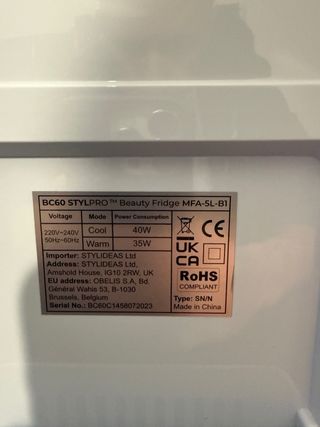 BC60 STYLPRO™ Beauty Fridge MFA-5L-B1
Voltage Mode Power Consumption
220V~240V
50Hz~60Hz
Cool 40W
Warm 35W
Importer: STYLIDEAS Ltd
Address: STYLIDEAS Ltd,
Amshold House, IG10 2RW, UK
EU address: OBELIS S.A, Bd.
Général Wahis 53, B-1030
Brussels, Belgium
Serial No.: BC60C1458072023
CE
UK
CA
RoHS
COMPLIANT
Type: SN/N
Made in China